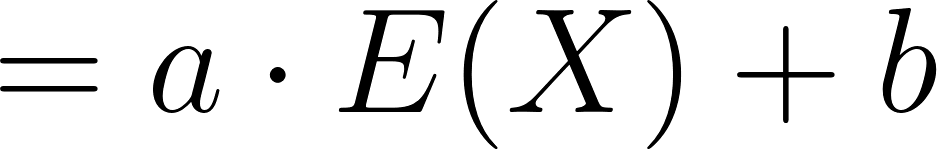 = a · E(X) + b